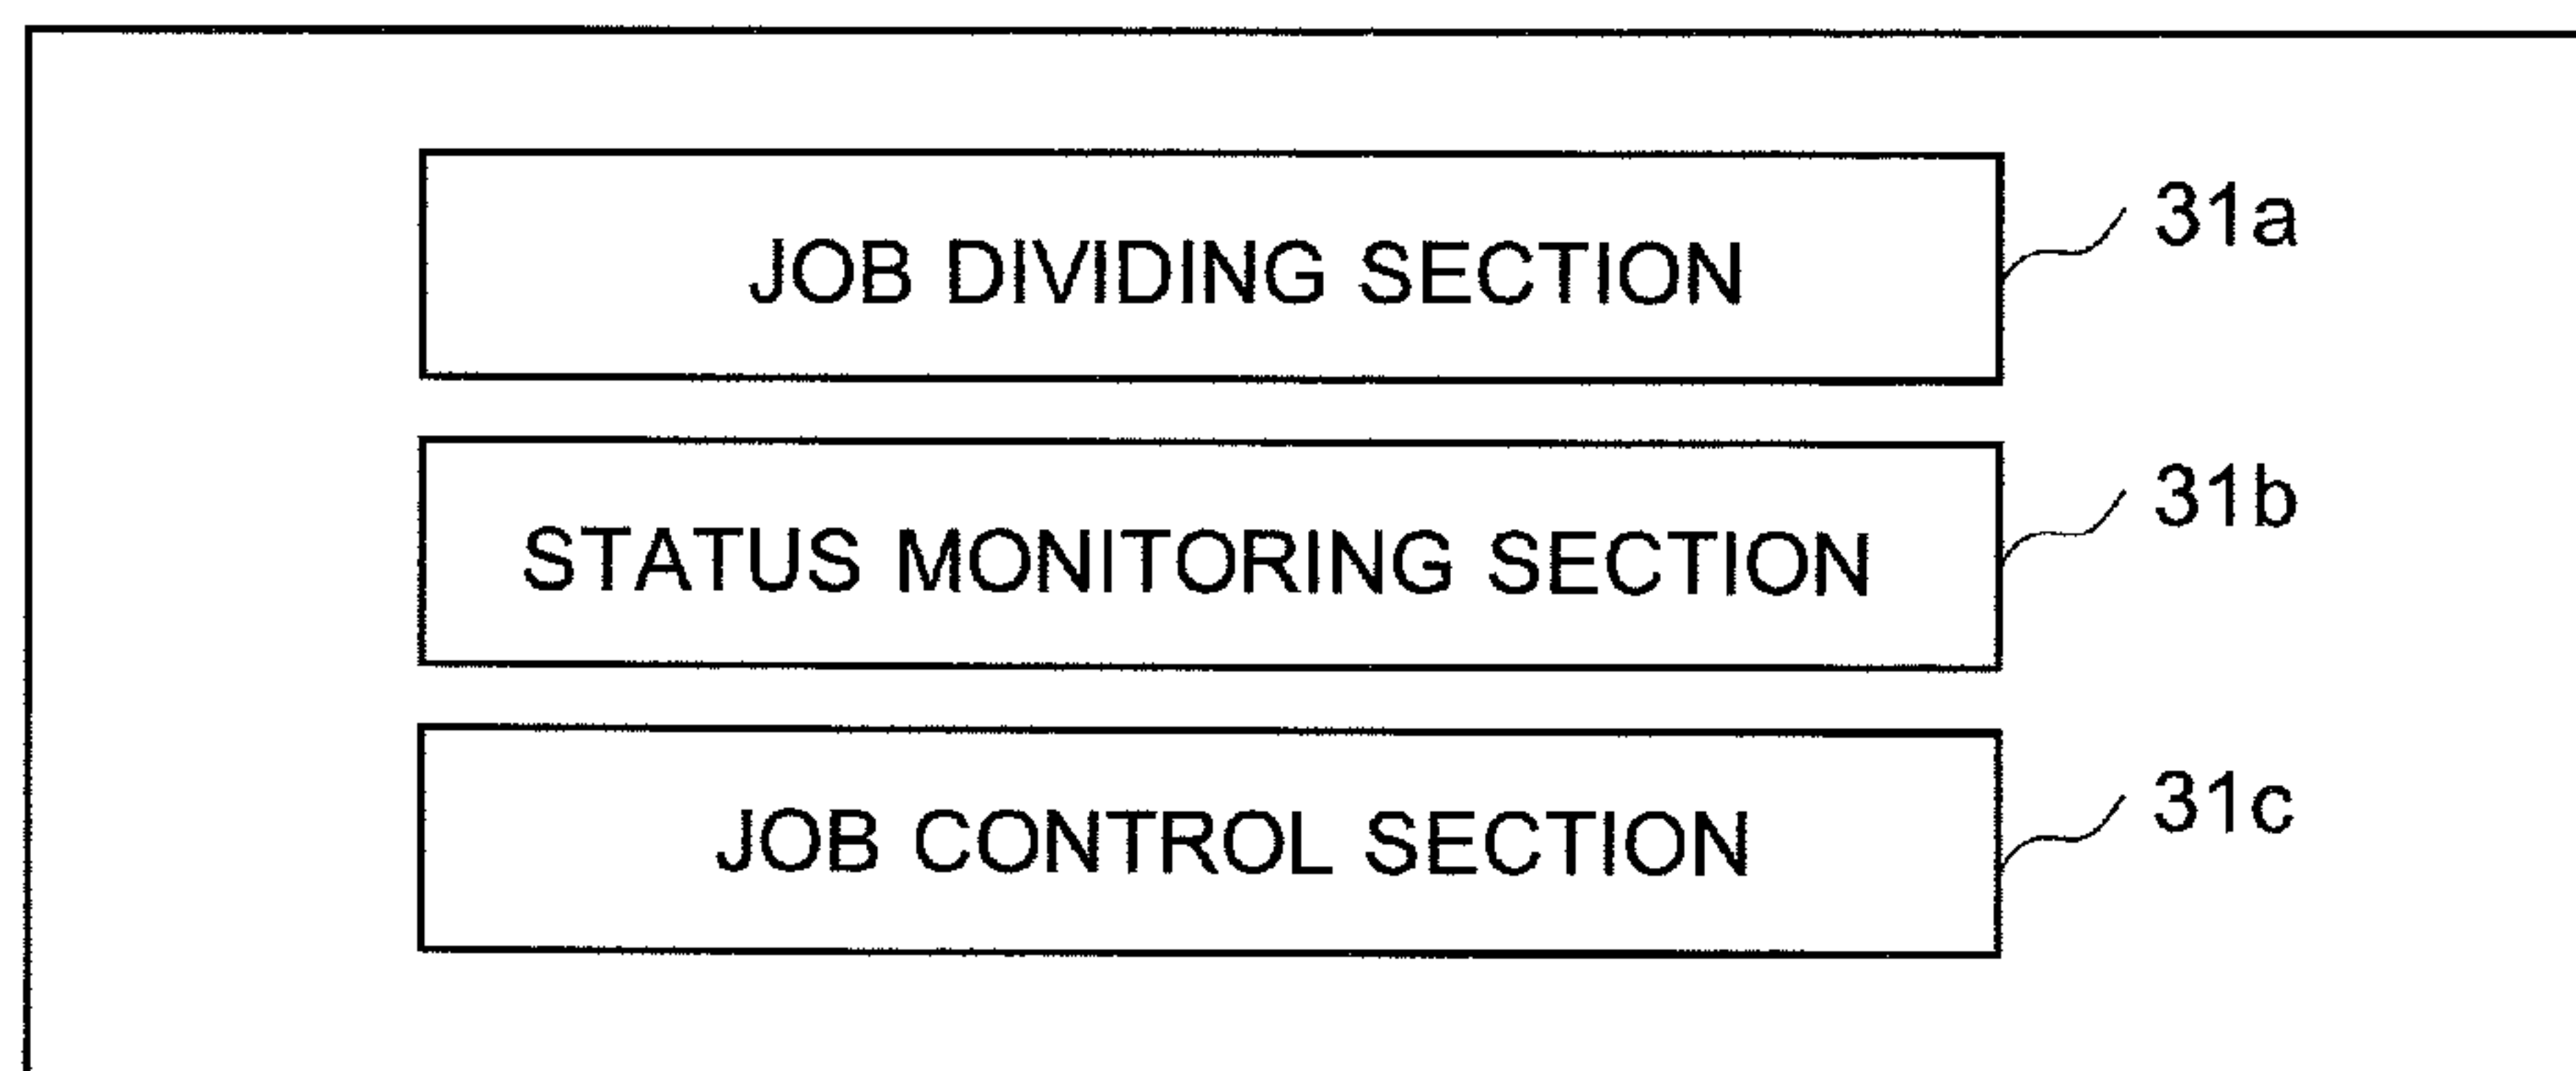 JOB DIVIDING SECTION 31a
STATUS MONITORING SECTION 31b
JOB CONTROL SECTION 31c